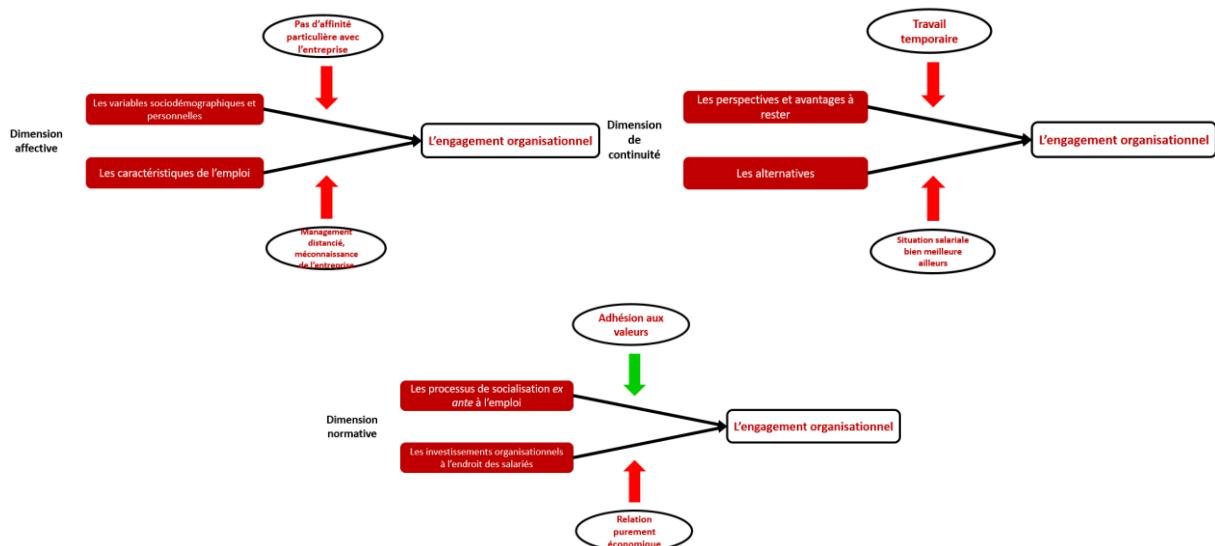 Pas d'affinité
particulière avec
l'entreprise
Les variables sociodémographiques et
personnelles
Dimension
affective
L'engagement organisationnel
Les caractéristiques de l'emploi
Management
distancié,
méconnaissance
de l'entreprise
Travail
temporaire
Les perspectives et avantages à
rester
Dimension
de
continuité
L'engagement organisationnel
Les alternatives
Situation salariale
bien meilleure
ailleurs
Adhésion aux
valeurs
Les processus de socialisation ex
ante à l'emploi
Dimension
normative
L'engagement organisationnel
Les investissements organisationnels
à l'endroit des salariés
Relation
purement
économique